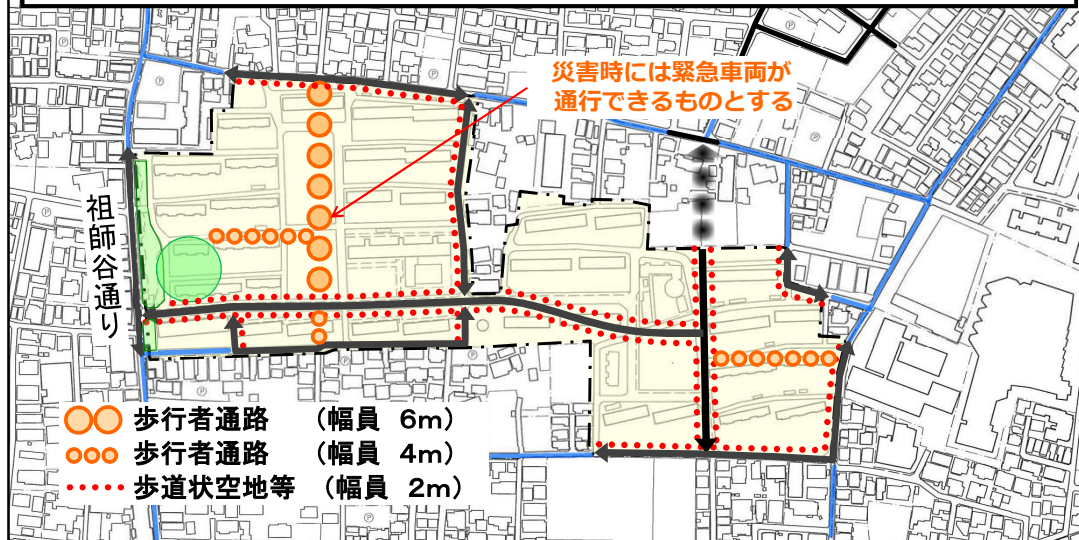 災害時には緊急車両が
通行できるものとする
祖師谷通り
歩行者通路 (幅員 6m)
歩行者通路 (幅員 4m)
歩道状空地等 (幅員 2m)